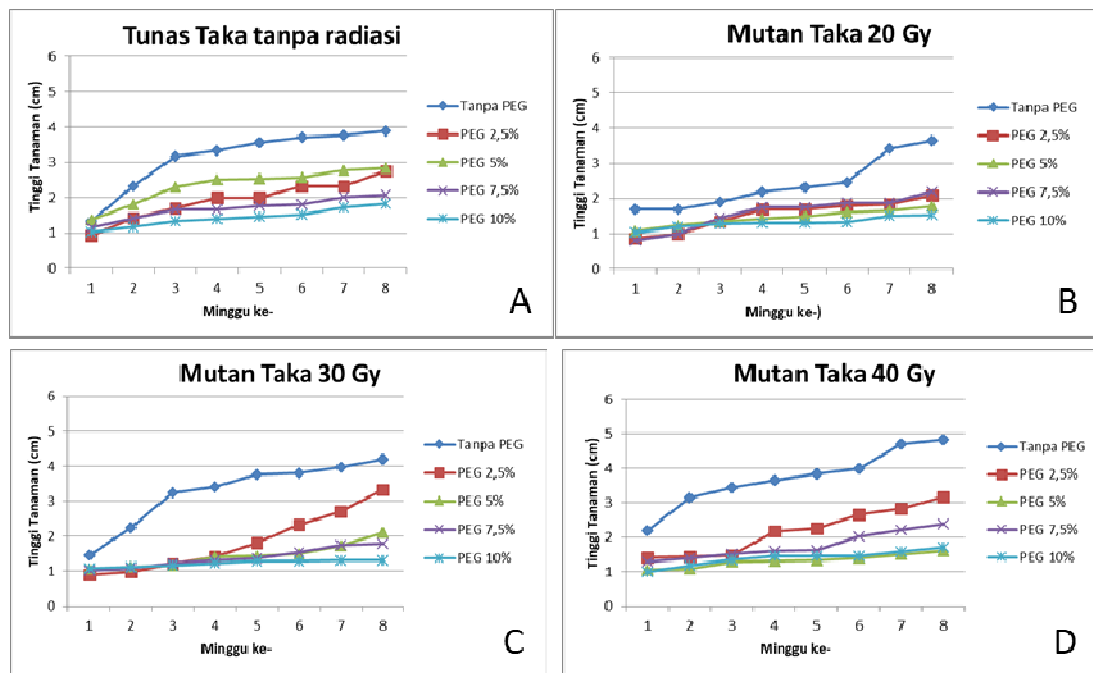 Tunas Taka tanpa radiasi
Tinggi Tanaman (cm)
6
5
4
3
2
1
0
1 2 3 4 5 6 7 8
Minggu ke-
Tanpa PEG
PEG 2,5%
PEG 5%
PEG 7,5%
PEG 10%
A
Mutan Taka 20 Gy
Tinggi Tanaman (cm)
6
5
4
3
2
1
0
1 2 3 4 5 6 7 8
Minggu ke-)
Tanpa PEG
PEG 2,5%
PEG 5%
PEG 7,5%
PEG 10%
B
Mutan Taka 30 Gy
Tinggi Tanaman (cm)
6
5
4
3
2
1
0
1 2 3 4 5 6 7 8
Minggu ke-
Tanpa PEG
PEG 2,5%
PEG 5%
PEG 7,5%
PEG 10%
C
Mutan Taka 40 Gy
Tinggi Tanaman (cm)
6
5
4
3
2
1
0
1 2 3 4 5 6 7 8
Minggu ke-
Tanpa PEG
PEG 2,5%
PEG 5%
PEG 7,5%
PEG 10%
D